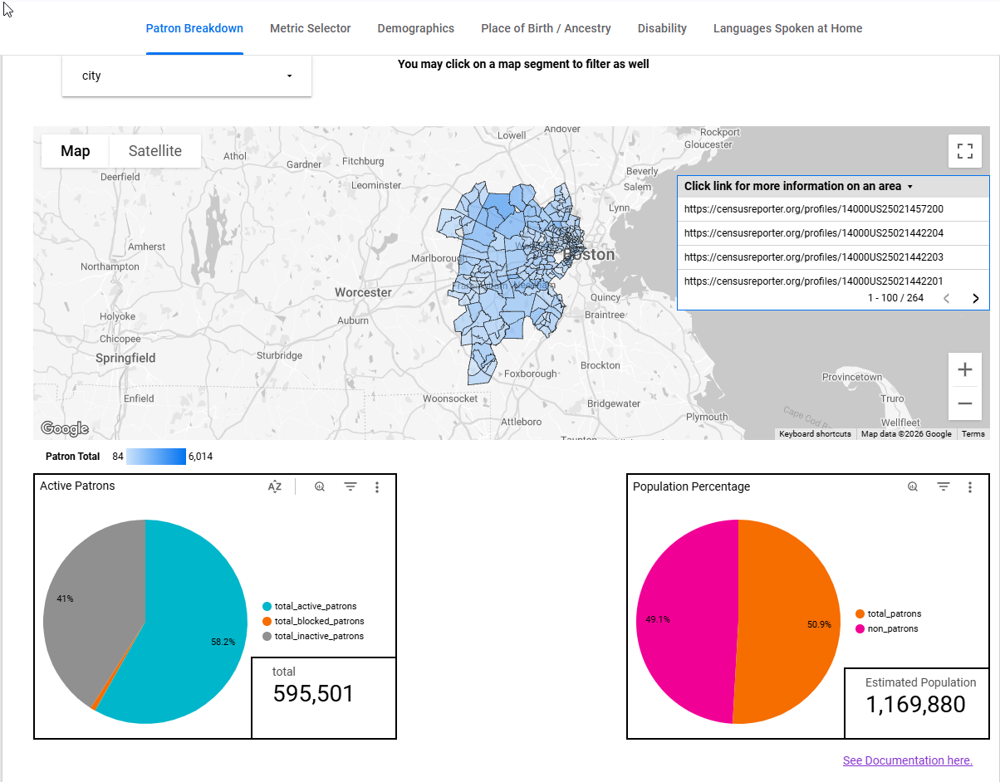 Patron Breakdown Metric Selector Demographics Place of Birth / Ancestry Disability Languages Spoken at Home
You may click on a map segment to filter as well
city
Map Satellite
Click link for more information on an area
https://censusreporter.org/profiles/14000US25021457200
https://censusreporter.org/profiles/14000US25021442204
https://censusreporter.org/profiles/14000US25021442203
https://censusreporter.org/profiles/14000US25021442201
1 - 100 / 264
Lowell
Andover
Rockport
Gloucester
Athol
Gardner
Fitchburg
Beverly
Deerfield
Leominster
Salem
Lynn
Amherst
Northampton
Marlborough
Boston
Worcester
Framingham
Needham
Quincy
Holyoke
Auburn
Braintree
Chicopee
Springfield
Sturbridge
Brockton
Foxborough
Provincetown
Enfield
Woonsocket
Bridgewater
Truro
Plymouth
Cape Cod
Attleboro
Wellfleet
Taunton
Google
Keyboard shortcuts Map data ©2026 Google Terms
Patron Total 84 6,014
Active Patrons
AZ
41%
58.2%
total_active_patrons
total_blocked_patrons
total_inactive_patrons
total
595,501
Population Percentage
49.1%
50.9%
total_patrons
non_patrons
Estimated Population
1,169,880
See Documentation here.